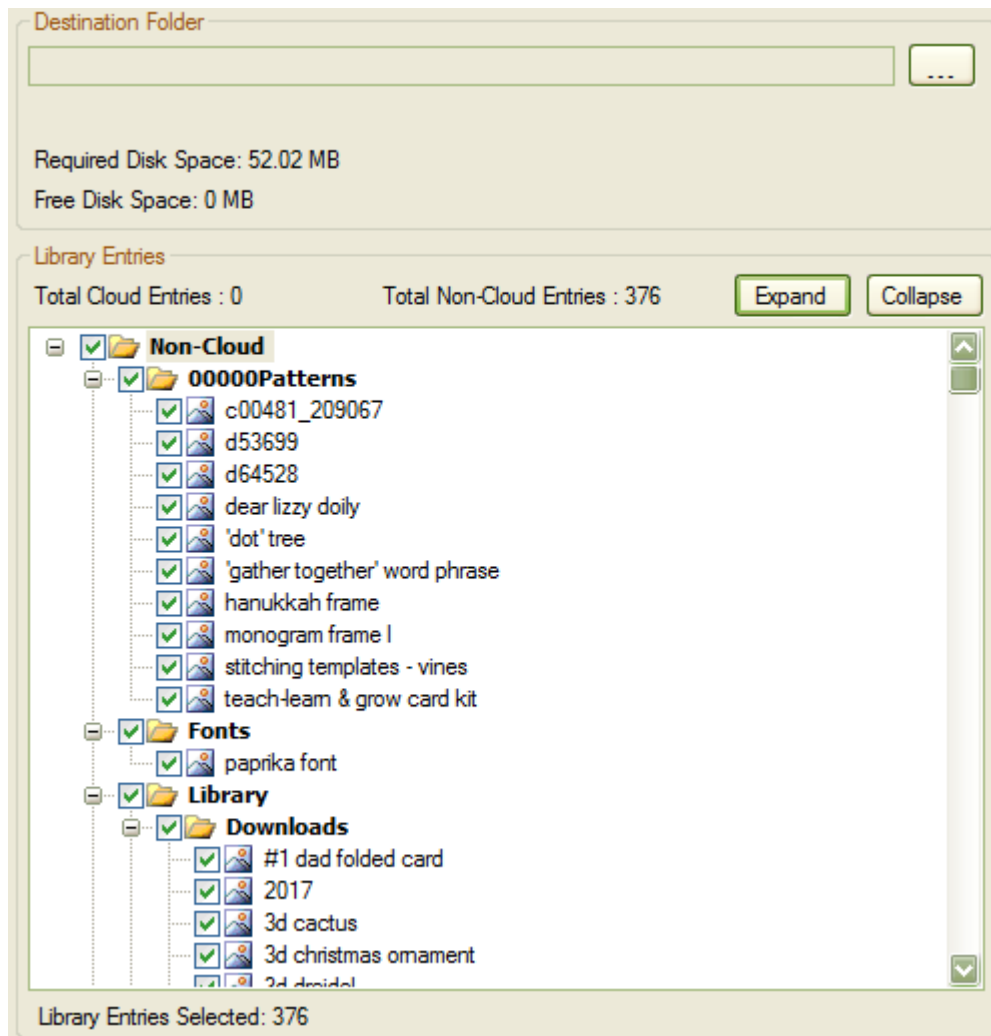 Destination Folder
...
Required Disk Space: 52.02 MB
Free Disk Space: 0 MB
Library Entries
Total Cloud Entries : 0 Total Non-Cloud Entries : 376 Expand Collapse
Non-Cloud
00000Patterns
c00481_209067
d53699
d64528
dear lizzy doily
'dot' tree
'gather together' word phrase
hanukkah frame
monogram frame l
stitching templates - vines
teach-learn & grow card kit
Fonts
paprika font
Library
Downloads
#1 dad folded card
2017
3d cactus
3d christmas ornament
3d dreidel
Library Entries Selected: 376